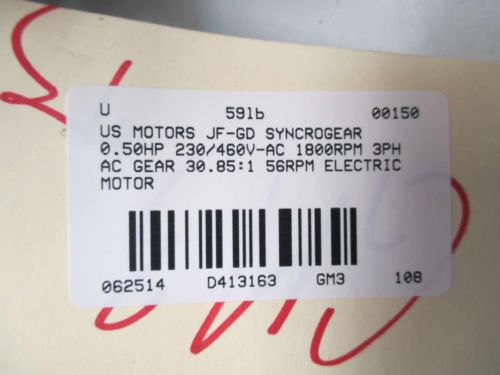 U 59lb 00150
US MOTORS JF-GD SYNCROGEAR
0.50HP 230/460V-AC 1800RPM 3PH
AC GEAR 30.85:1 56RPM ELECTRIC
MOTOR
062514 D413163 GM3 108